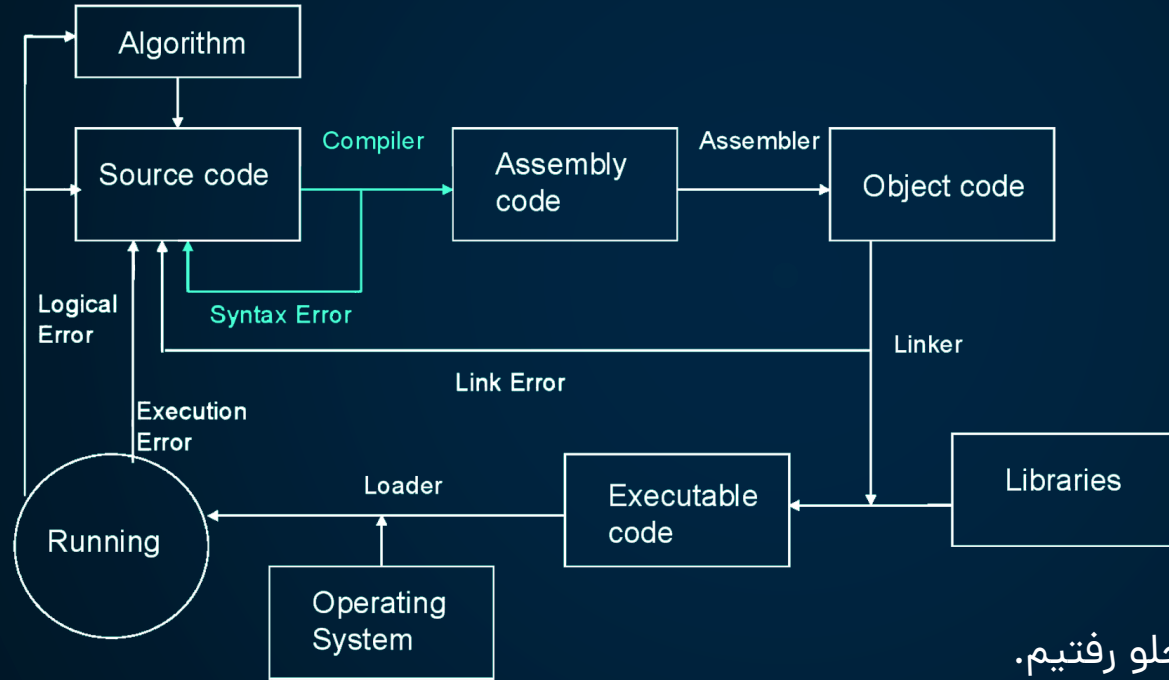 Algorithm
Source code
Compiler
Assembly
code
Assembler
Object code
Syntax Error
Logical
Error
Link Error
Linker
Execution
Error
Libraries
Loader
Executable
code
Running
Operating
System
رفتیم.